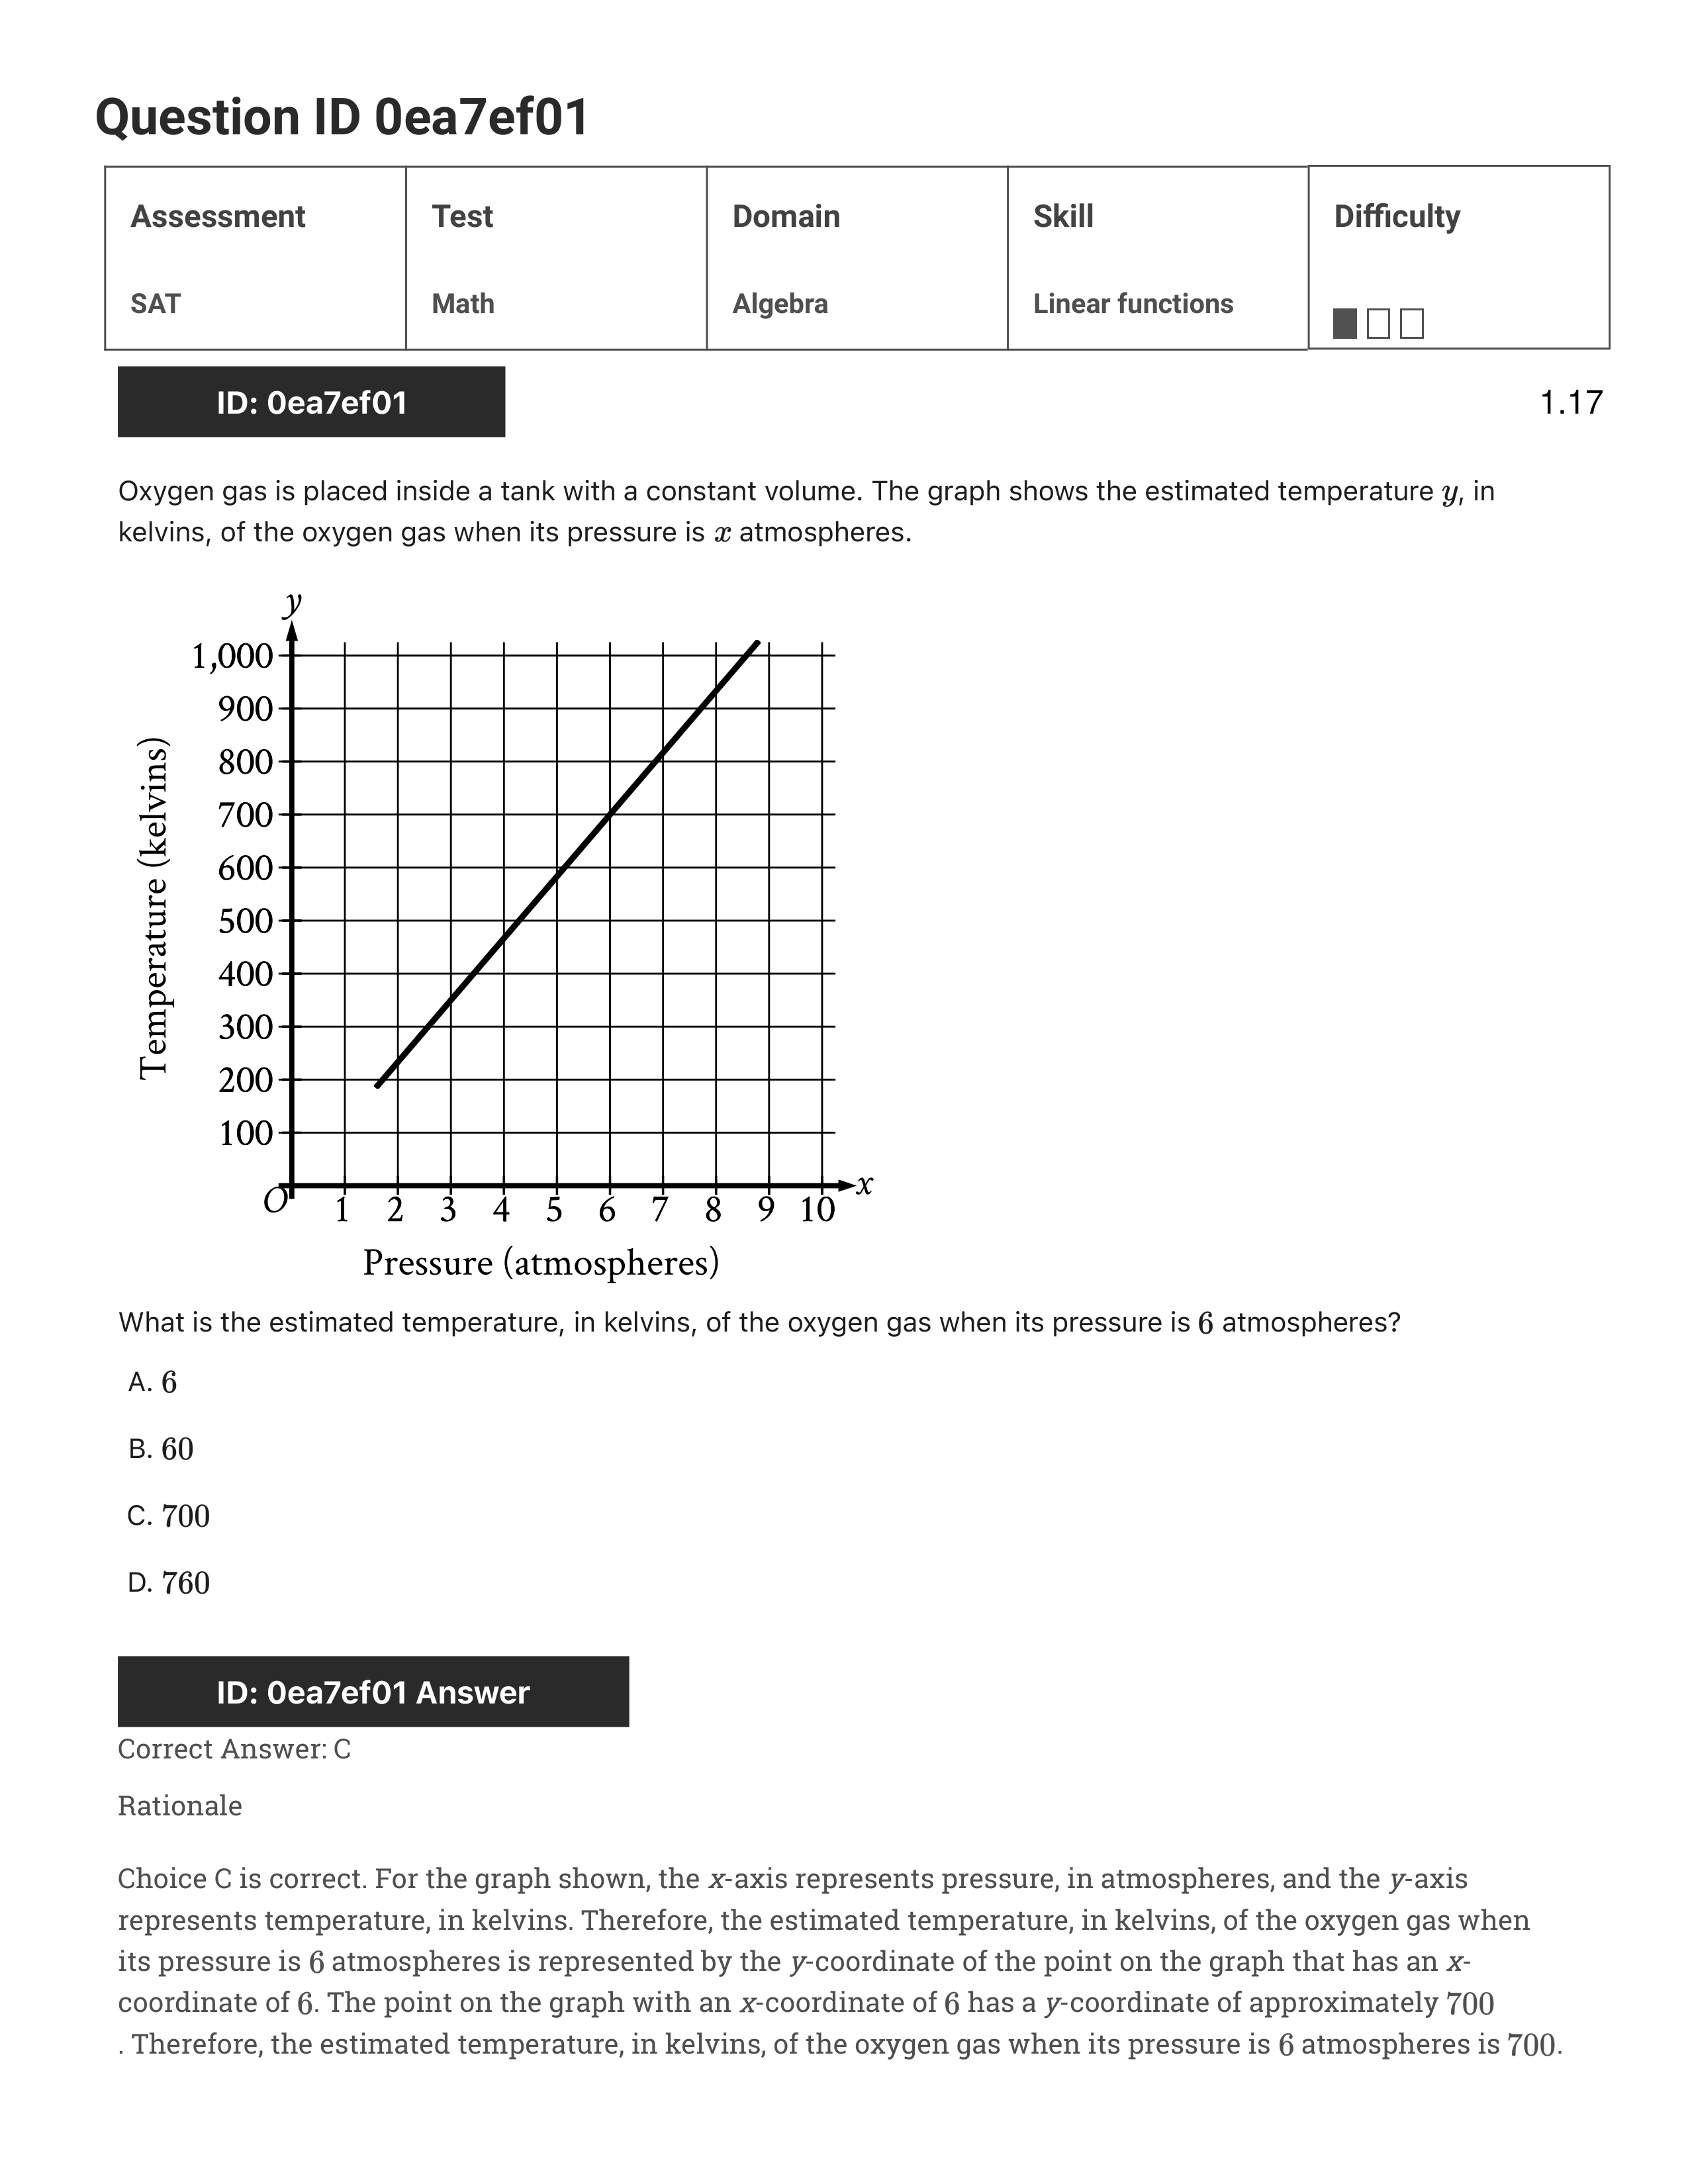 Question ID 0ea7ef01
Assessment Test Domain Skill Difficulty
SAT Math Algebra Linear functions
ID: 0ea7ef01
1.17
Oxygen gas is placed inside a tank with a constant volume. The graph shows the estimated temperature y, in
kelvins, of the oxygen gas when its pressure is x atmospheres.
y
1,000
900
800
700
600
500
400
300
200
100
Temperature (kelvins)
O
1 2 3 4 5 6 7 8 9 10
x
Pressure (atmospheres)
What is the estimated temperature, in kelvins, of the oxygen gas when its pressure is 6 atmospheres?
A. 6
B. 60
C. 700
D. 760
ID: 0ea7ef01 Answer
Correct Answer: C
Rationale
Choice C is correct. For the graph shown, the x-axis represents pressure, in atmospheres, and the y-axis
represents temperature, in kelvins. Therefore, the estimated temperature, in kelvins, of the oxygen gas when
its pressure is 6 atmospheres is represented by the y-coordinate of the point on the graph that has an x-
coordinate of 6. The point on the graph with an x-coordinate of 6 has a y-coordinate of approximately 700
. Therefore, the estimated temperature, in kelvins, of the oxygen gas when its pressure is 6 atmospheres is 700.